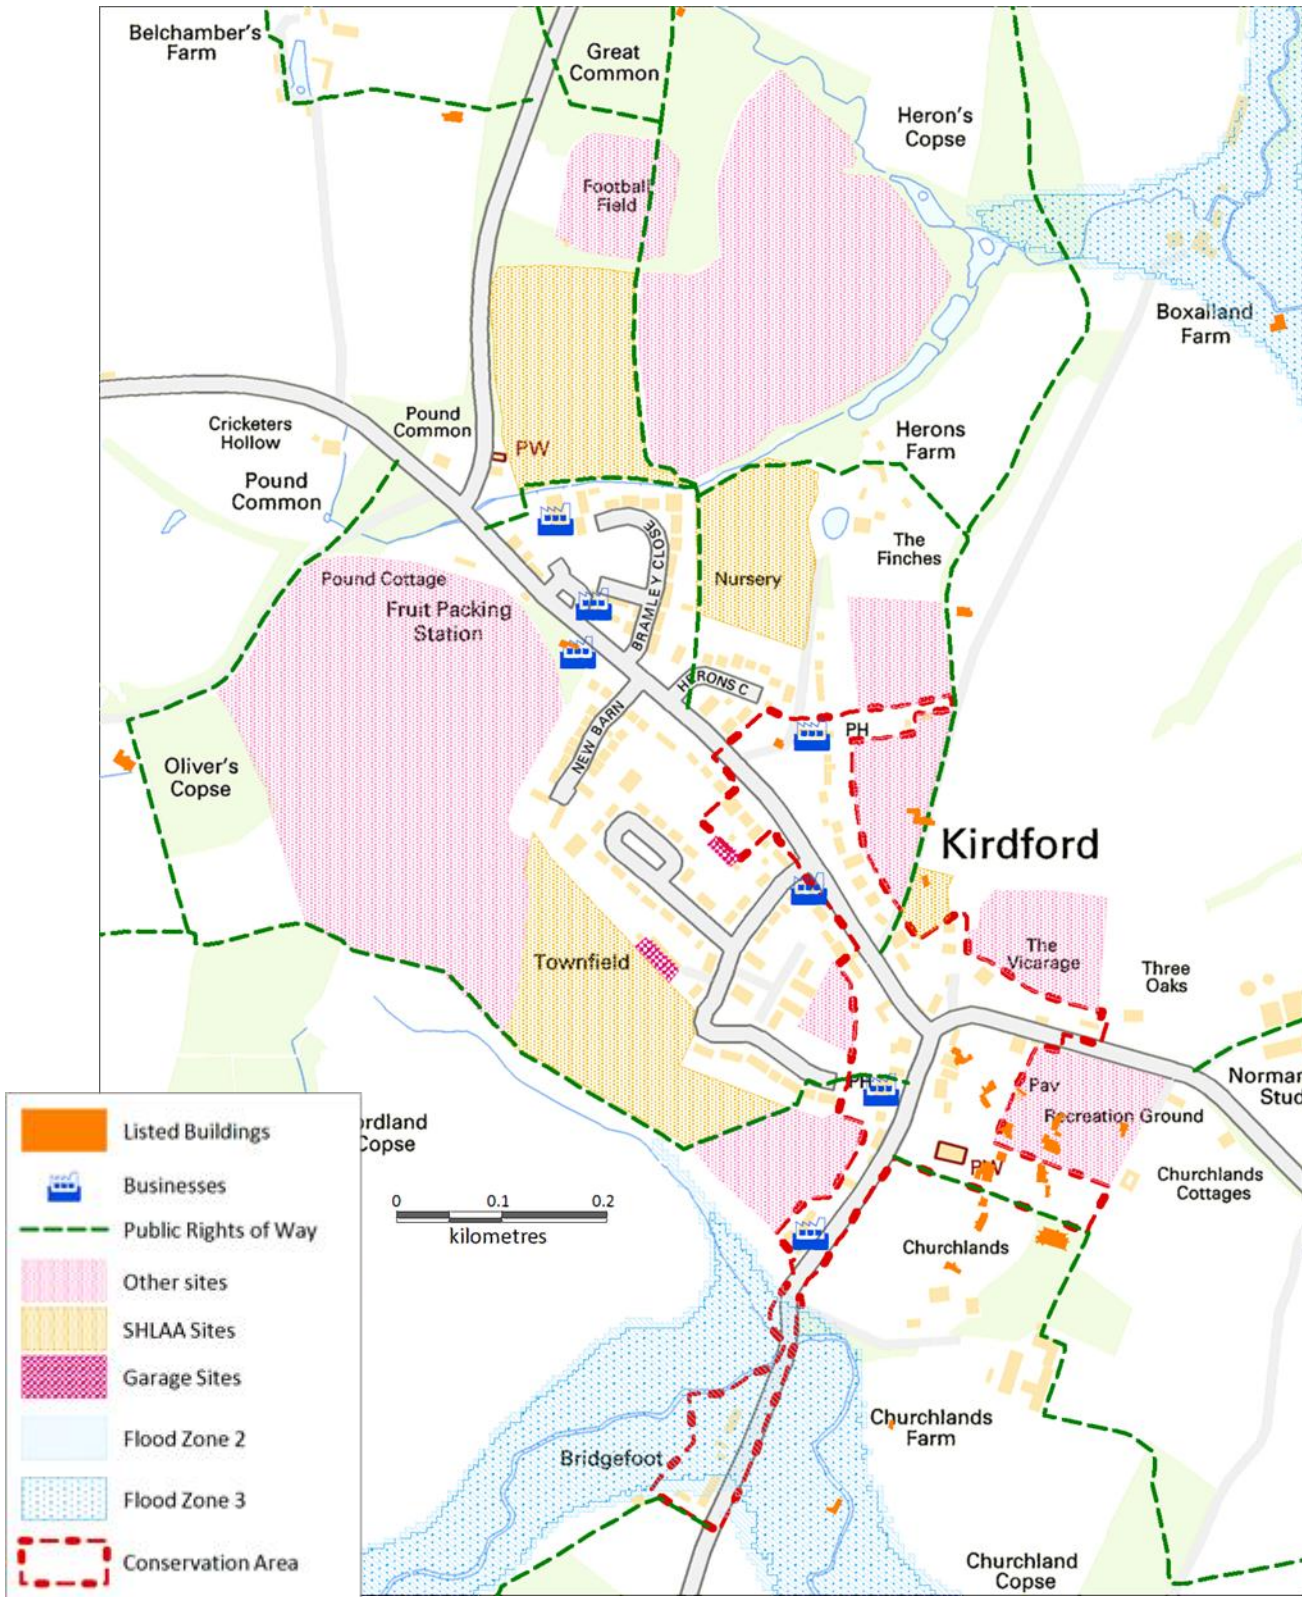 Belchamber's
Farm
Great
Common
Heron's
Copse
Football
Field
Boxalland
Farm
Cricketers
Hollow
Pound
Common
PW
Herons
Farm
Pound
Common
The
Finches
Pound Cottage
Fruit Packing
Station
Nursery
BRAMLEY CLOSE
HERONS C
NEW BARN
PH
Oliver's
Copse
Kirdford
Townfield
The
Vicarage
Three
Oaks
PH
Pav
Recreation Ground
Norman
Stud
PW
Churchlands
Cottages
Churchlands
ordland
Copse
0 0.1 0.2
kilometres
Churchlands
Farm
Bridgefoot
Churchland
Copse
Listed Buildings
Businesses
Public Rights of Way
Other sites
SHLAA Sites
Garage Sites
Flood Zone 2
Flood Zone 3
Conservation Area